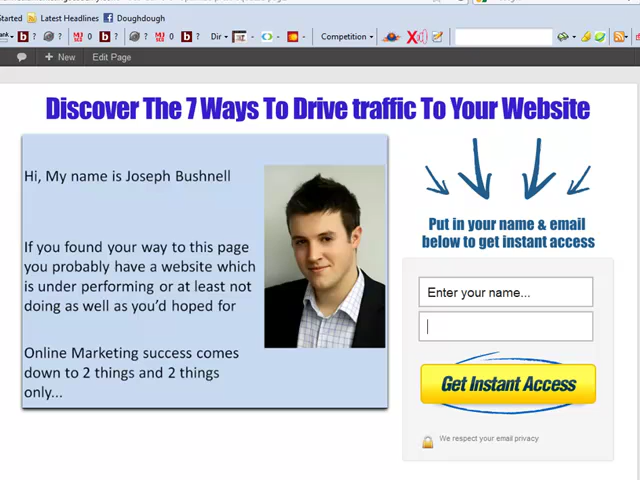 Started Latest Headlines Doughdough
Dir
Competition
New Edit Page
Discover The 7 Ways To Drive traffic To Your Website
Hi, My name is Joseph Bushnell
If you found your way to this page
you probably have a website which
is under performing or at least not
doing as well as you'd hoped for
Online Marketing success comes
down to 2 things and 2 things
only...
Put in your name & email
below to get instant access
Enter your name...
Get Instant Access
We respect your email privacy